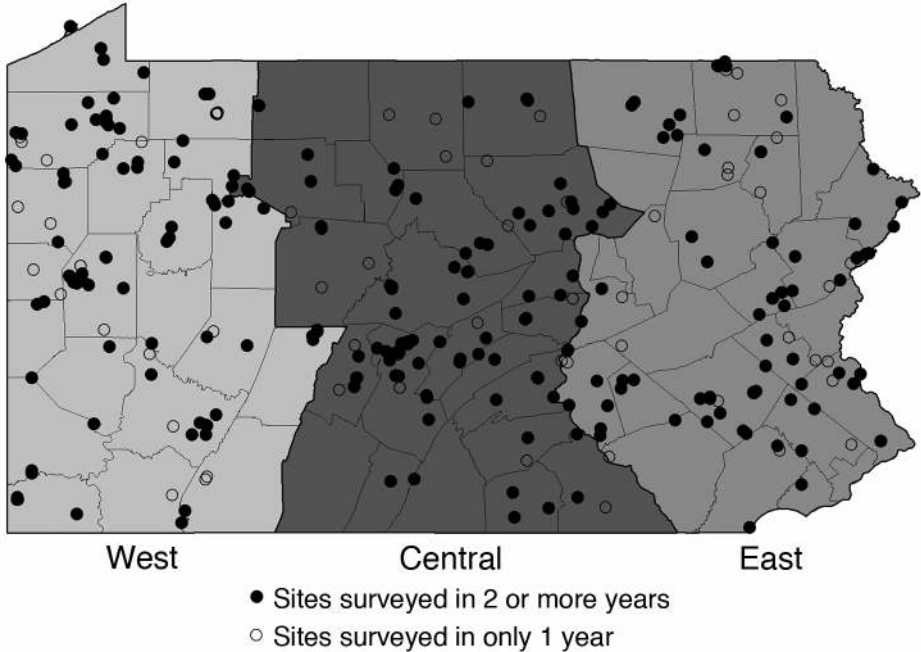 West Central East
● Sites surveyed in 2 or more years
○ Sites surveyed in only 1 year